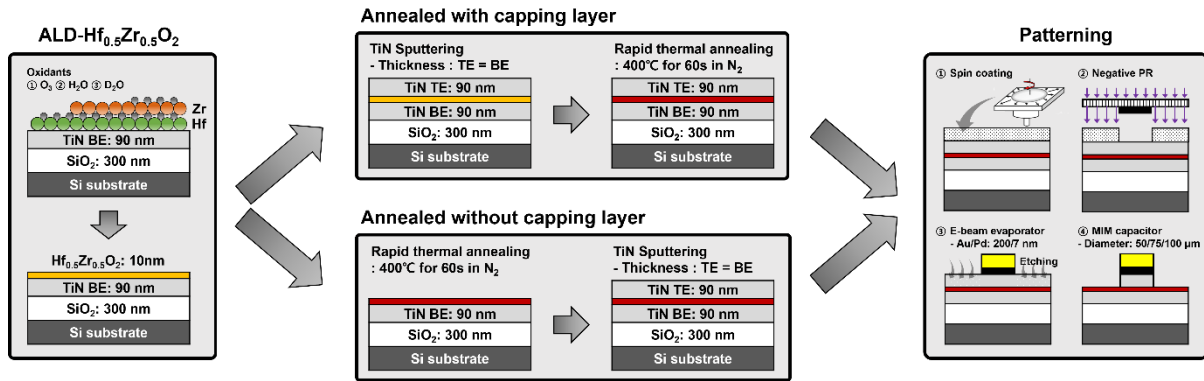 ALD-Hf0.5Zr0.5O2
Oxidants
① O3 ② H2O ③ D2O
Zr
Hf
TiN BE: 90 nm
SiO2: 300 nm
Si substrate
Hf0.5Zr0.5O2: 10nm
TiN BE: 90 nm
SiO2: 300 nm
Si substrate
Annealed with capping layer
TiN Sputtering
- Thickness : TE = BE
TiN TE: 90 nm
TiN BE: 90 nm
SiO2: 300 nm
Si substrate
Rapid thermal annealing
: 400℃ for 60s in N2
TiN TE: 90 nm
TiN BE: 90 nm
SiO2: 300 nm
Si substrate
Annealed without capping layer
Rapid thermal annealing
: 400℃ for 60s in N2
TiN BE: 90 nm
SiO2: 300 nm
Si substrate
TiN Sputtering
- Thickness : TE = BE
TiN TE: 90 nm
TiN BE: 90 nm
SiO2: 300 nm
Si substrate
Patterning
① Spin coating
② Negative PR
③ E-beam evaporator
- Au/Pd: 200/7 nm
Etching
④ MIM capacitor
- Diameter: 50/75/100 μm